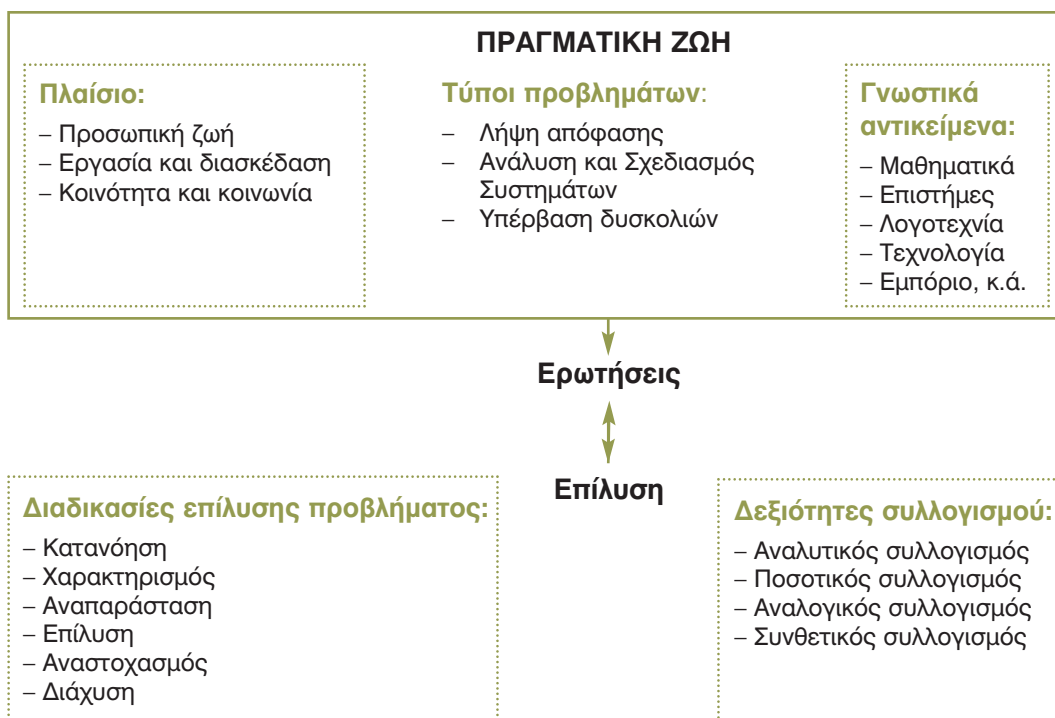 ΠΡΑΓΜΑΤΙΚΗ ΖΩΗ
Πλαίσιο:
– Προσωπική ζωή
– Εργασία και διασκέδαση
– Κοινότητα και κοινωνία
Τύποι προβλημάτων:
– Λήψη απόφασης
– Ανάλυση και Σχεδιασμός
Συστημάτων
– Υπέρβαση δυσκολιών
Γνωστικά
αντικείμενα:
– Μαθηματικά
– Επιστήμες
– Λογοτεχνία
– Τεχνολογία
– Εμπόριο, κ.ά.
Ερωτήσεις
Επίλυση
Διαδικασίες επίλυσης προβλήματος:
– Κατανόηση
– Χαρακτηρισμός
– Αναπαράσταση
– Επίλυση
– Αναστοχασμός
– Διάχυση
Δεξιότητες συλλογισμού:
– Αναλυτικός συλλογισμός
– Ποσοτικός συλλογισμός
– Αναλογικός συλλογισμός
– Συνθετικός συλλογισμός